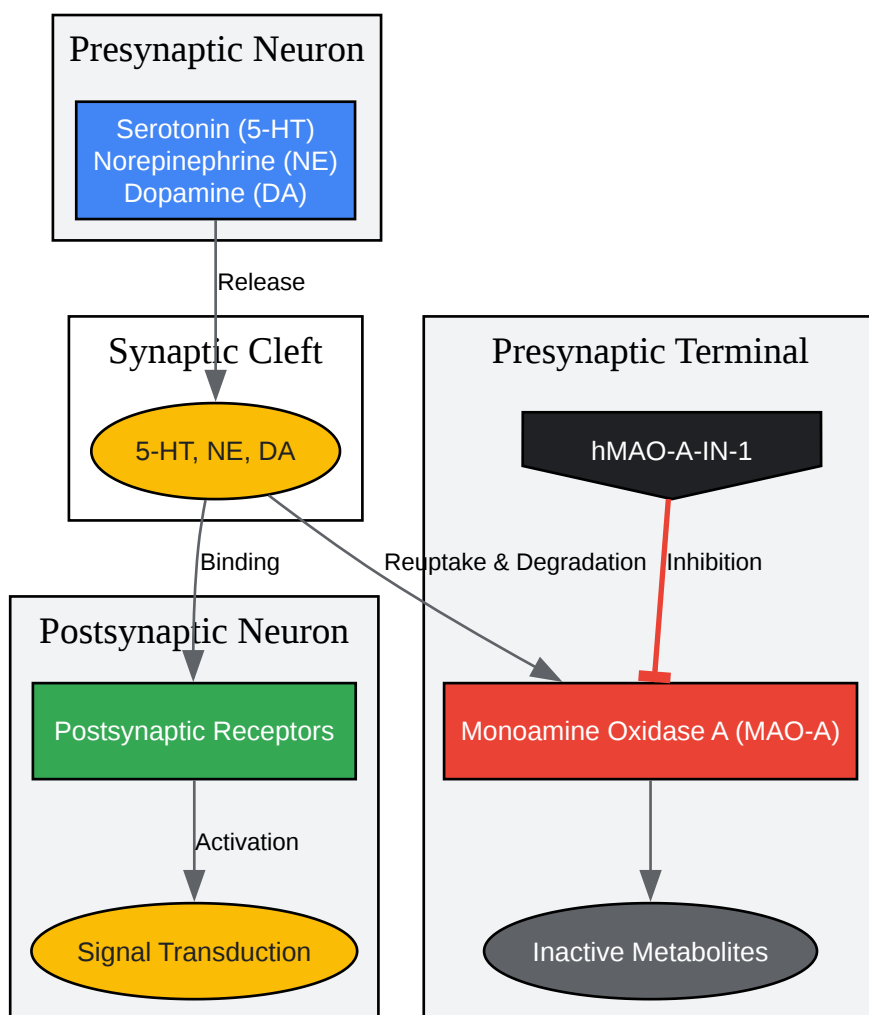 Presynaptic Neuron
Serotonin (5-HT)
Norepinephrine (NE)
Dopamine (DA)
Release
Synaptic Cleft
Presynaptic Terminal
5-HT, NE, DA
hMAO-A-IN-1
Binding
Reuptake & Degradation
Inhibition
Postsynaptic Neuron
Postsynaptic Receptors
Monoamine Oxidase A (MAO-A)
Activation
Signal Transduction
Inactive Metabolites